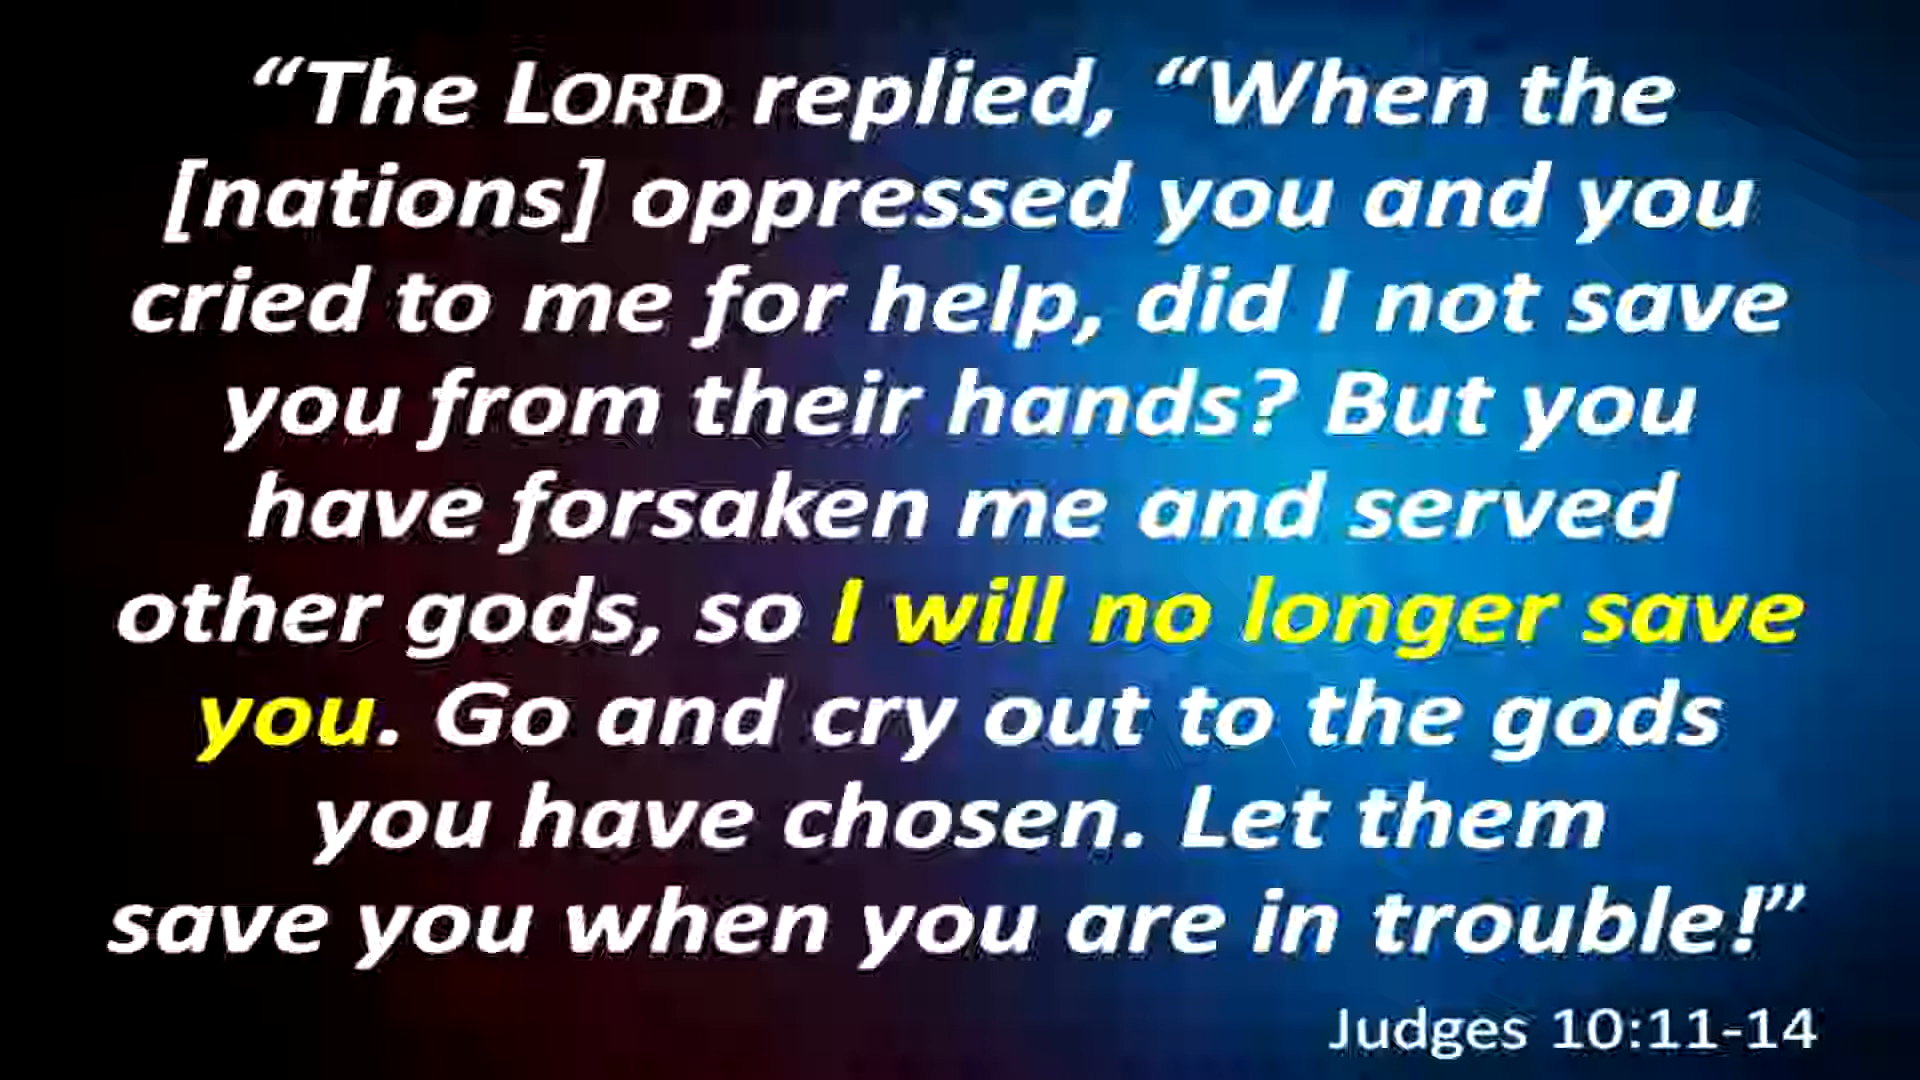 “The LORD replied, “When the
[nations] oppressed you and you
cried to me for help, did I not save
you from their hands? But you
have forsaken me and served
other gods, so I will no longer save
you. Go and cry out to the gods
you have chosen. Let them
save you when you are in trouble!”
Judges 10:11-14